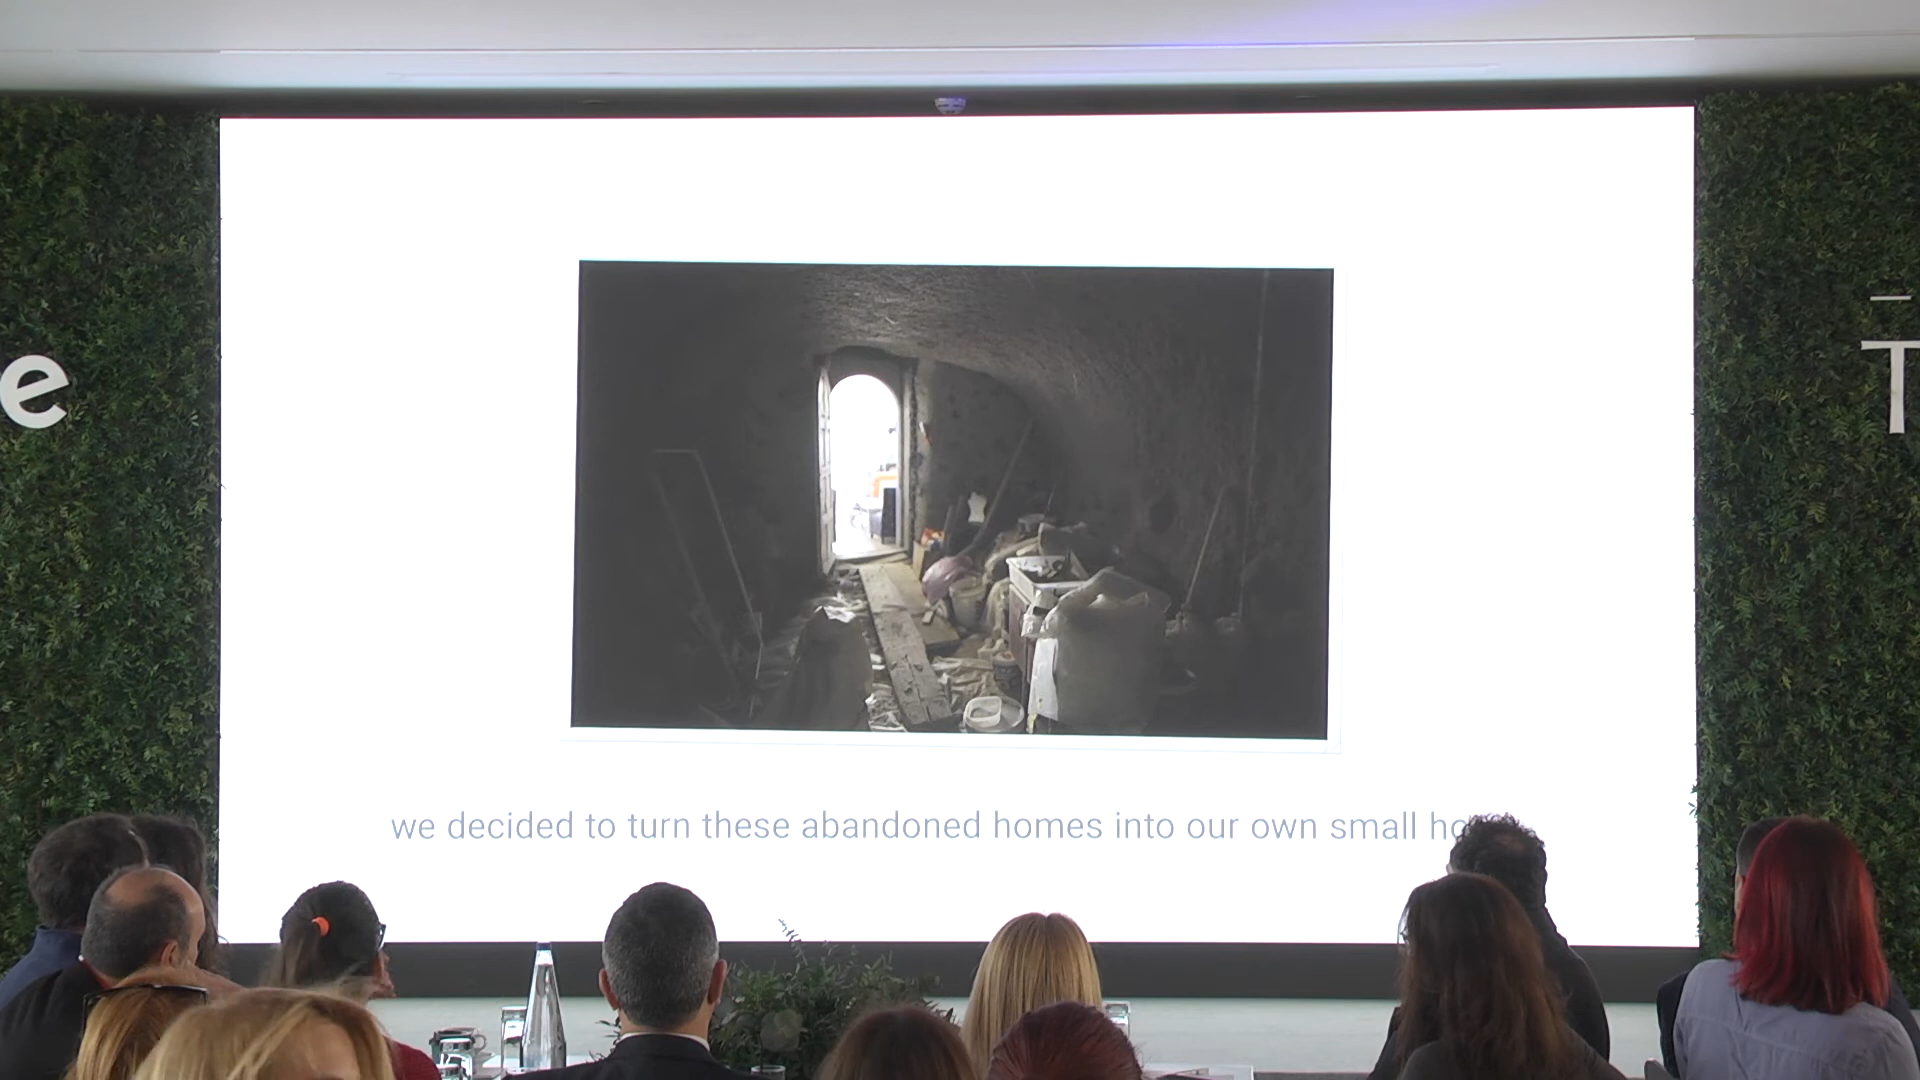 e
T
we decided to turn these abandoned homes into our own small